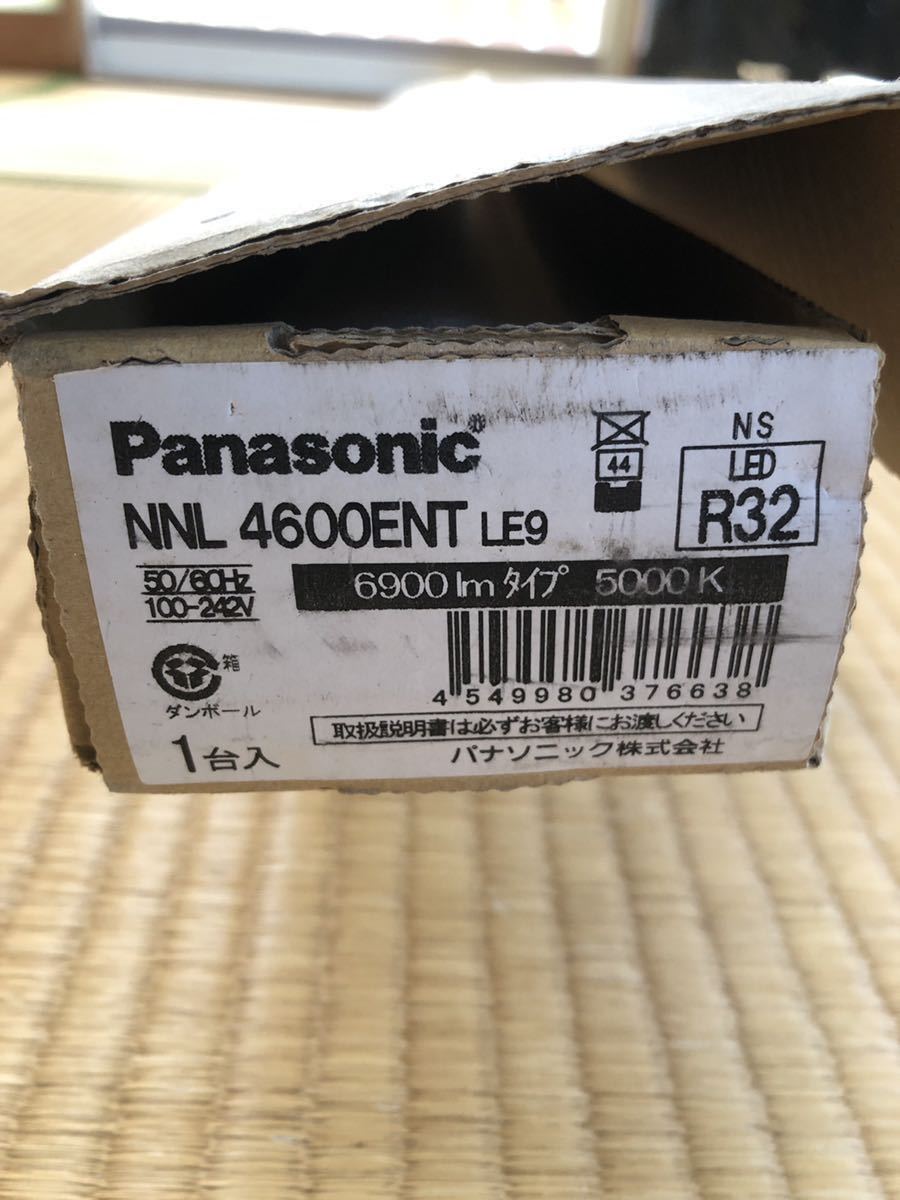 Panasonic®
NNL 4600ENT LE9
44
NS
LED
R32
50/60Hz
100-242V
6900 lm タイプ 5000K
4 549980 376638
箱
ダンボール
取扱説明書は必ずお客様にお渡しください
1台入
パナソニック株式会社